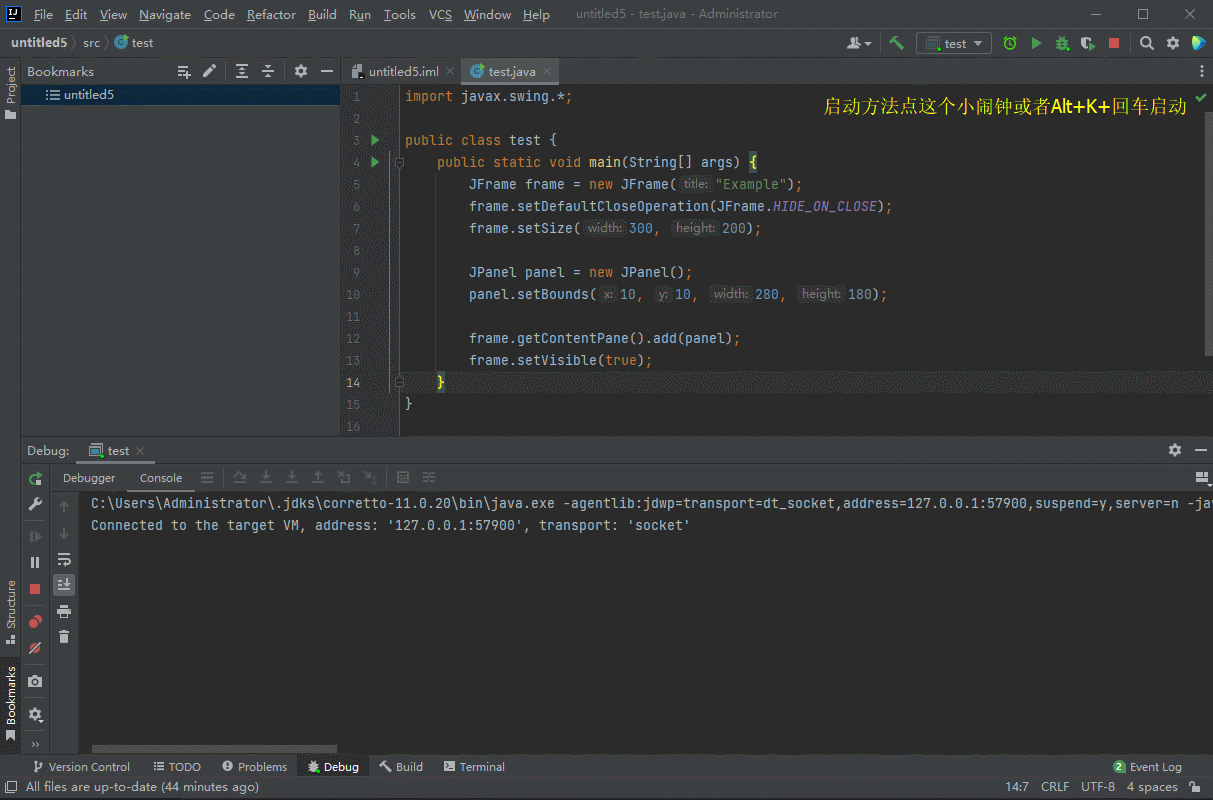 File Edit View Navigate Code Refactor Build Run Tools VCS Window Help untitled5 - test.java - Administrator
untitled5 src test
test
Project
Bookmarks
untitled5.iml
test.java
untitled5
启动方法点这个小闹钟或者Alt+K+回车启动
1 import javax.swing.*;
2
3 public class test {
4 public static void main(String[] args) {
5 JFrame frame = new JFrame( title: "Example");
6 frame.setDefaultCloseOperation(JFrame.HIDE_ON_CLOSE);
7 frame.setSize( width: 300, height: 200);
8
9 JPanel panel = new JPanel();
10 panel.setBounds( x: 10, y: 10, width: 280, height: 180);
11
12 frame.getContentPane().add(panel);
13 frame.setVisible(true);
14 }
15 }
16
Debug: test
Debugger Console
C:\Users\Administrator\.jdks\corretto-11.0.20\bin\java.exe -agentlib:jdwp=transport=dt_socket,address=127.0.0.1:57900,suspend=y,server=n -ja
Connected to the target VM, address: '127.0.0.1:57900', transport: 'socket'
Structure
Bookmarks
Version Control TODO Problems Debug Build Terminal 2 Event Log
All files are up-to-date (44 minutes ago) 14:7 CRLF UTF-8 4 spaces